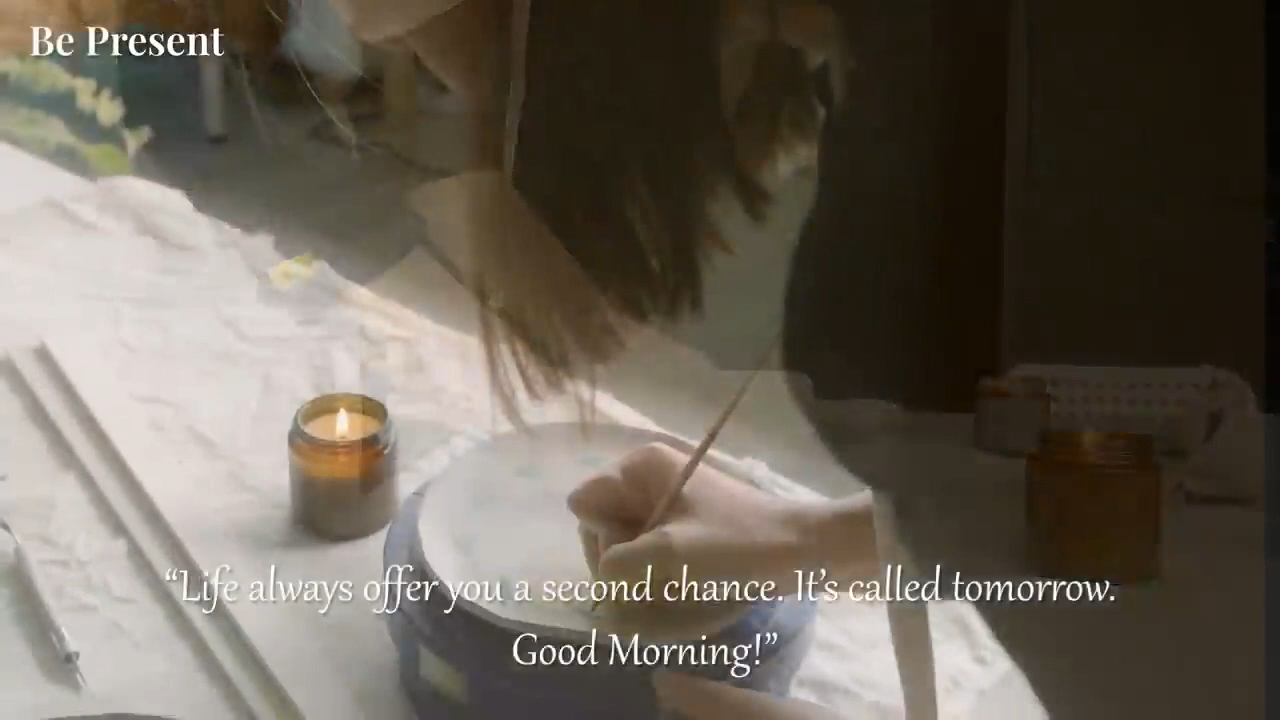 Be Present
“Life always offer you a second chance. It’s called tomorrow.
Good Morning!”